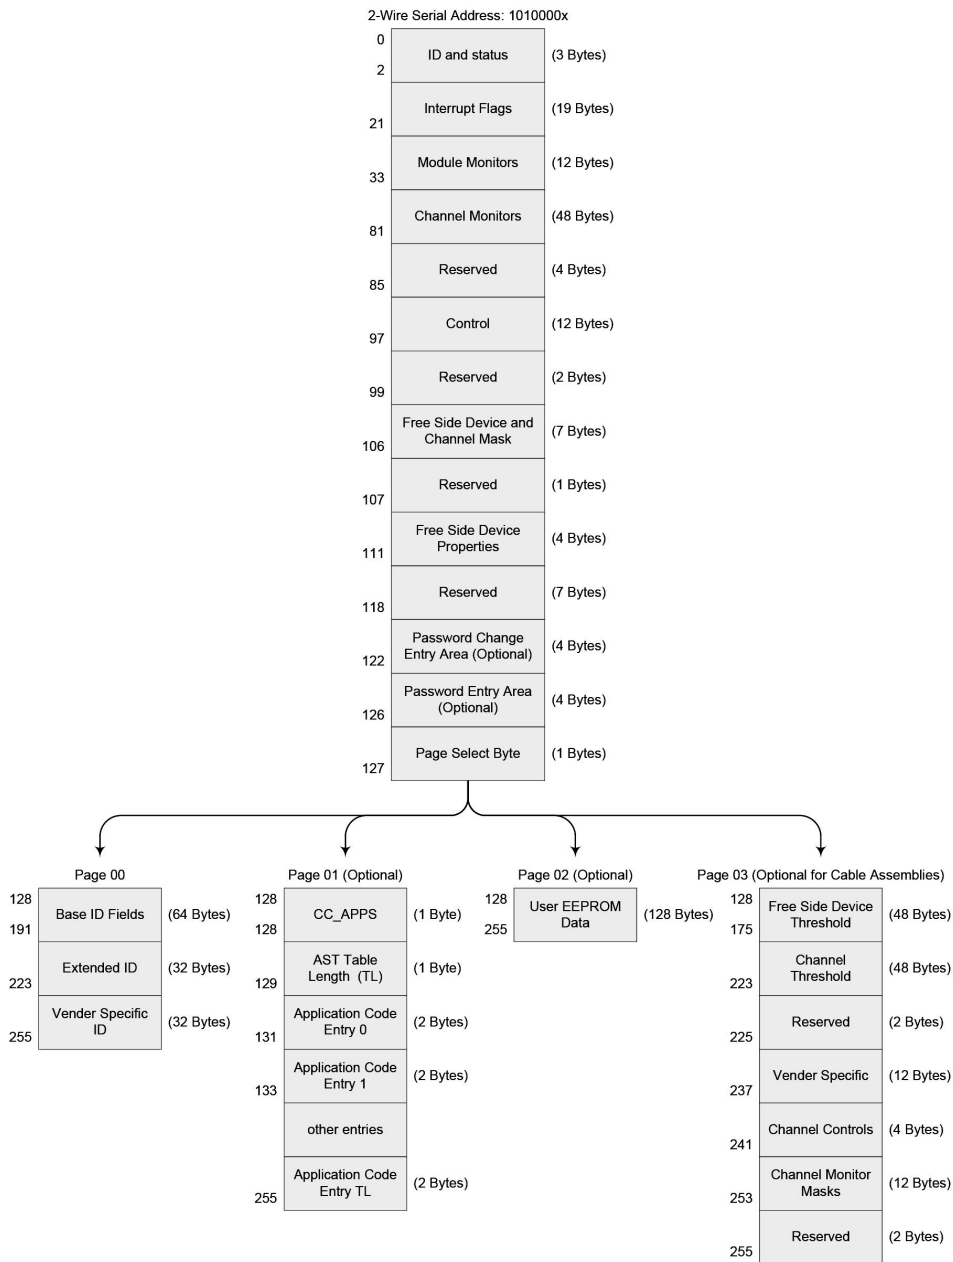 2-Wire Serial Address: 1010000x
0
ID and status (3 Bytes)
2
Interrupt Flags (19 Bytes)
21
Module Monitors (12 Bytes)
33
Channel Monitors (48 Bytes)
81
Reserved (4 Bytes)
85
Control (12 Bytes)
97
Reserved (2 Bytes)
99
Free Side Device and
Channel Mask (7 Bytes)
106
Reserved (1 Bytes)
107
Free Side Device
Properties (4 Bytes)
111
Reserved (7 Bytes)
118
Password Change
Entry Area (Optional) (4 Bytes)
122
Password Entry Area
(Optional) (4 Bytes)
126
Page Select Byte (1 Bytes)
127
Page 00
128
Base ID Fields (64 Bytes)
191
Extended ID (32 Bytes)
223
Vender Specific
ID (32 Bytes)
255
Page 01 (Optional)
128
CC_APPS (1 Byte)
128
AST Table
Length (TL) (1 Byte)
129
Application Code
Entry 0 (2 Bytes)
131
Application Code
Entry 1 (2 Bytes)
133
other entries
Application Code
Entry TL (2 Bytes)
255
Page 02 (Optional)
128
User EEPROM
Data (128 Bytes)
255
Page 03 (Optional for Cable Assemblies)
128
Free Side Device
Threshold (48 Bytes)
175
Channel
Threshold (48 Bytes)
223
Reserved (2 Bytes)
225
Vender Specific (12 Bytes)
237
Channel Controls (4 Bytes)
241
Channel Monitor
Masks (12 Bytes)
253
Reserved (2 Bytes)
255